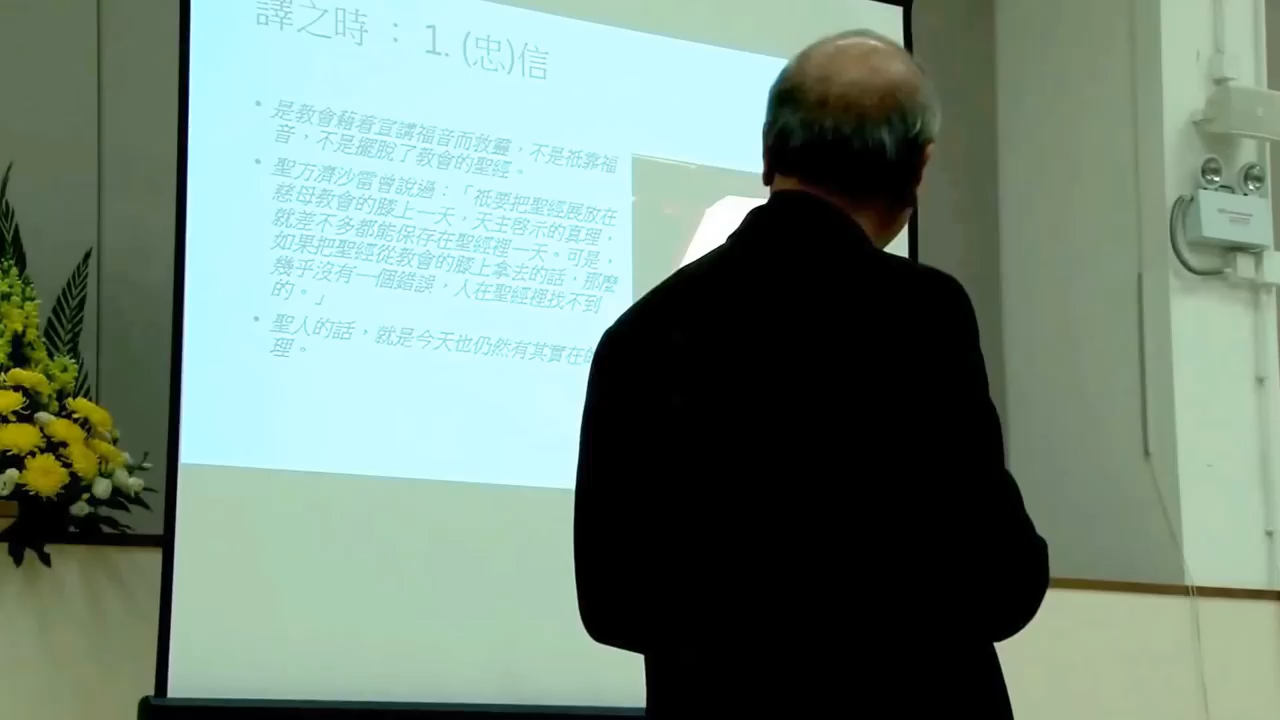 譯之時：1. (忠)信
• 是教會藉着宣講福音而救靈，不是祇靠福
音，不是擺脫了教會的聖經。
• 聖方濟沙雷曾說過：「祇要把聖經展放在
慈母教會的膝上一天，天主啓示的真理，
就差不多都能保存在聖經裡一天。可是，
如果把聖經從教會的膝上拿去的話，那麼
幾乎沒有一個錯誤，人在聖經裡找不到
的。」
• 聖人的話，就是今天也仍然有其實在的
理。